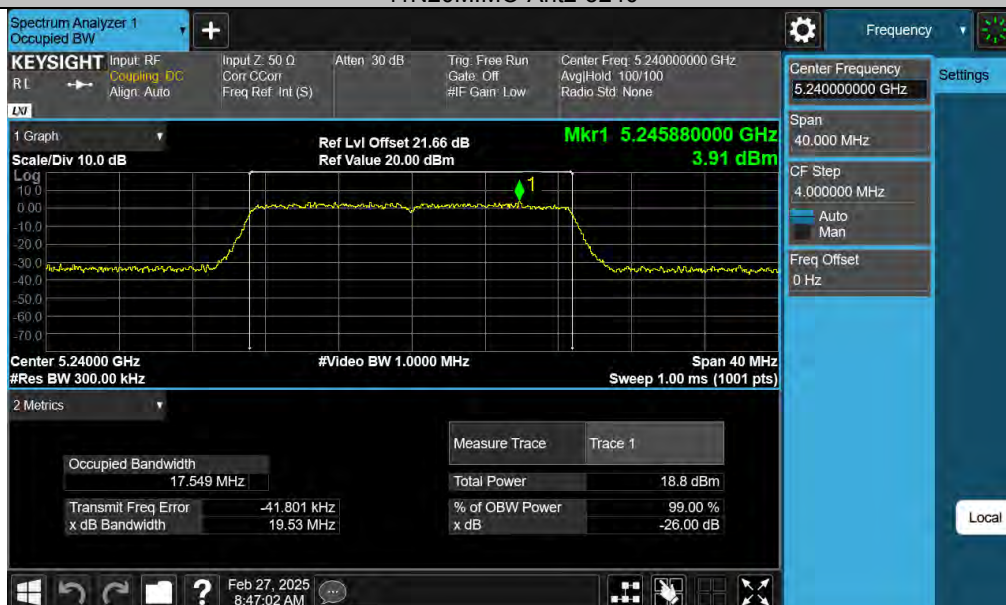 Spectrum Analyzer 1
Occupied BW
Frequency
KEYSIGHT
Input: RF
Coupling: DC
Align: Auto
Input Z: 50 Ω
Corr CCorr
Freq Ref: Int (S)
Atten: 30 dB
Trig: Free Run
Gate: Off
#IF Gain: Low
Center Freq: 5.240000000 GHz
Avg|Hold: 100/100
Radio Std: None
LXI
Center Frequency
5.240000000 GHz
Settings
Span
40.000 MHz
CF Step
4.000000 MHz
Auto
Man
Freq Offset
0 Hz
1 Graph
Scale/Div 10.0 dB
Ref Lvl Offset 21.66 dB
Ref Value 20.00 dBm
Mkr1 5.245880000 GHz
3.91 dBm
Log
10.0
0.00
-10.0
-20.0
-30.0
-40.0
-50.0
-60.0
-70.0
1
Center 5.24000 GHz
#Res BW 300.00 kHz
#Video BW 1.0000 MHz
Span 40 MHz
Sweep 1.00 ms (1001 pts)
2 Metrics
Measure Trace
Trace 1
Occupied Bandwidth
17.549 MHz
Total Power
18.8 dBm
Transmit Freq Error
-41.801 kHz
% of OBW Power
99.00 %
x dB Bandwidth
19.53 MHz
x dB
-26.00 dB
Local
Feb 27, 2025
8:47:02 AM